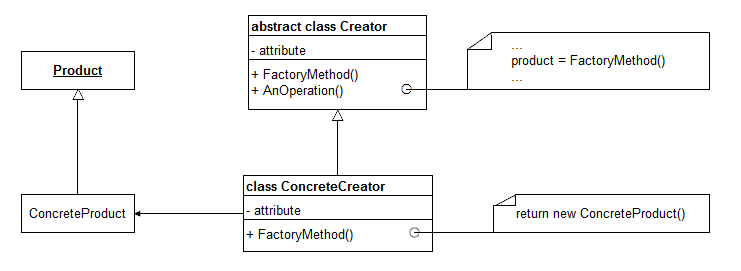 abstract class Creator
- attribute
+ FactoryMethod()
+ AnOperation()
...
product = FactoryMethod()
...
Product
class ConcreteCreator
- attribute
+ FactoryMethod()
ConcreteProduct
return new ConcreteProduct()